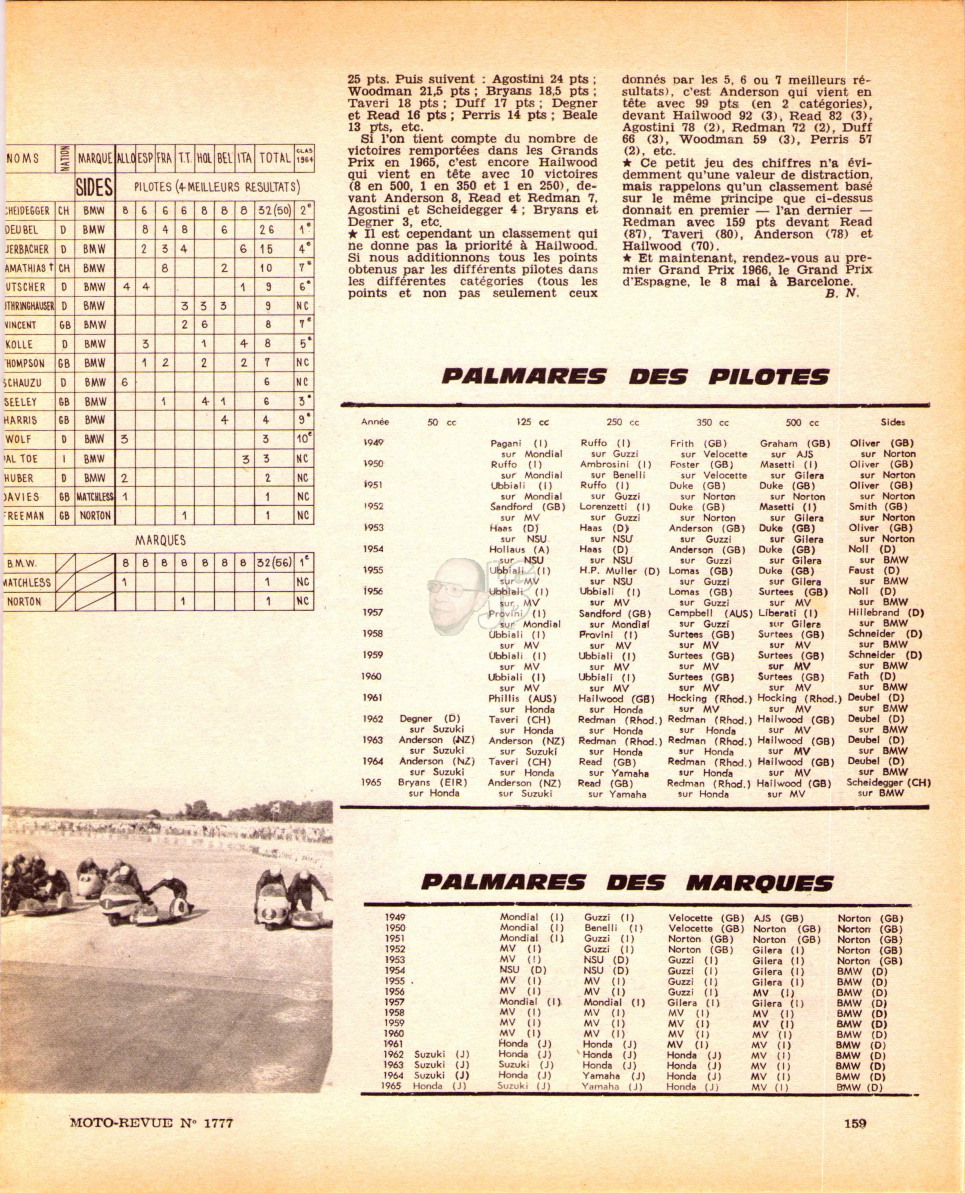 25 pts. Puis suivent : Agostini 24 pts ;
Woodman 21,5 pts ; Bryans 18,5 pts ;
Taveri 18 pts ; Duff 17 pts ; Degner
et Read 16 pts ; Perris 14 pts ; Beale
13 pts, etc.
Si l'on tient compte du nombre de
victoires remportées dans les Grands
Prix en 1965, c'est encore Hailwood
qui vient en tête avec 10 victoires
(8 en 500, 1 en 350 et 1 en 250), de-
vant Anderson 8, Read et Redman 7,
Agostini et Scheidegger 4 ; Bryans et
Degner 3, etc.
★ Il est cependant un classement qui
ne donne pas la priorité à Hailwood.
Si nous additionnons tous les points
obtenus par les différents pilotes dans
les différentes catégories (tous les
points et non pas seulement ceux
donnés par les 5, 6 ou 7 meilleurs ré-
sultats), c'est Anderson qui vient en
tête avec 99 pts (en 2 catégories),
devant Hailwood 92 (3), Read 82 (3),
Agostini 78 (2), Redman 72 (2), Duff
66 (3), Woodman 59 (3), Perris 57
(2), etc.
★ Ce petit jeu des chiffres n'a évi-
demment qu'une valeur de distraction,
mais rappelons qu'un classement basé
sur le même principe que ci-dessus
donnait en premier — l'an dernier —
Redman avec 159 pts devant Read
(87), Taveri (80), Anderson (78) et
Hailwood (70).
★ Et maintenant, rendez-vous au pre-
mier Grand Prix 1966, le Grand Prix
d'Espagne, le 8 mai à Barcelone.
B. N.
NOMS NATION MARQUE ALLO ESP FRA T.T. HOL BEL ITA TOTAL CLAS 1964
SIDES PILOTES (4 MEILLEURS RESULTATS)
CHEIDEGGER CH BMW 8 6 6 6 8 8 8 32(50) 2e
DEUBEL D BMW 8 4 8 6 26 1e
UERBACHER D BMW 2 3 4 6 15 4e
AMATHIAS † CH BMW 8 2 10 7e
UTSCHER D BMW 4 4 1 9 6e
OTHRINGHAUSER D BMW 3 3 3 9 NC
VINCENT GB BMW 2 6 8 7e
KOLLE D BMW 3 1 4 8 5e
HOMPSON GB BMW 1 2 2 2 7 NC
SCHAUZU D BMW 6 6 NC
SEELEY GB BMW 1 4 1 6 3e
HARRIS GB BMW 4 4 9e
WOLF D BMW 3 3 10e
AL TOE I BMW 3 3 NC
HUBER D BMW 2 2 NC
DAVIES GB MATCHLESS 1 1 NC
FREEMAN GB NORTON 1 1 NC
MARQUES
B.M.W. 8 8 8 8 8 8 8 32(56) 1e
MATCHLESS 1 1 NC
NORTON 1 1 NC
PALMARES DES PILOTES
Année 50 cc 125 cc 250 cc 350 cc 500 cc Sides
1949 Pagani (I) Ruffo (I) Frith (GB) Graham (GB) Oliver (GB)
sur Mondial sur Guzzi sur Velocette sur AJS sur Norton
1950 Ruffo (I) Ambrosini (I) Foster (GB) Masetti (I) Oliver (GB)
sur Mondial sur Benelli sur Velocette sur Gilera sur Norton
1951 Ubbiali (I) Ruffo (I) Duke (GB) Duke (GB) Oliver (GB)
sur Mondial sur Guzzi sur Norton sur Norton sur Norton
1952 Sandford (GB) Lorenzetti (I) Duke (GB) Masetti (I) Smith (GB)
sur MV sur Guzzi sur Norton sur Gilera sur Norton
1953 Haas (D) Haas (D) Anderson (GB) Duke (GB) Oliver (GB)
sur NSU sur NSU sur Guzzi sur Gilera sur Norton
1954 Hollaus (A) Haas (D) Anderson (GB) Duke (GB) Noll (D)
sur NSU sur NSU sur Guzzi sur Gilera sur BMW
1955 Ubbiali (I) H.P. Muller (D) Lomas (GB) Duke (GB) Faust (D)
sur MV sur NSU sur Guzzi sur Gilera sur BMW
1956 Ubbiali (I) Ubbiali (I) Lomas (GB) Surtees (GB) Noll (D)
sur MV sur MV sur Guzzi sur MV sur BMW
1957 Provini (I) Sandford (GB) Campbell (AUS) Liberati (I) Hillebrand (D)
sur Mondial sur Mondial sur Guzzi sur Gilera sur BMW
1958 Ubbiali (I) Provini (I) Surtees (GB) Surtees (GB) Schneider (D)
sur MV sur MV sur MV sur MV sur BMW
1959 Ubbiali (I) Ubbiali (I) Surtees (GB) Surtees (GB) Schneider (D)
sur MV sur MV sur MV sur MV sur BMW
1960 Ubbiali (I) Ubbiali (I) Surtees (GB) Surtees (GB) Fath (D)
sur MV sur MV sur MV sur MV sur BMW
1961 Phillis (AUS) Hailwood (GB) Hocking (Rhod.) Hocking (Rhod.) Deubel (D)
sur Honda sur Honda sur MV sur MV sur BMW
1962 Degner (D) Taveri (CH) Redman (Rhod.) Redman (Rhod.) Hailwood (GB) Deubel (D)
sur Suzuki sur Honda sur Honda sur Honda sur MV sur BMW
1963 Anderson (NZ) Anderson (NZ) Redman (Rhod.) Redman (Rhod.) Hailwood (GB) Deubel (D)
sur Suzuki sur Suzuki sur Honda sur Honda sur MV sur BMW
1964 Anderson (NZ) Taveri (CH) Read (GB) Redman (Rhod.) Hailwood (GB) Deubel (D)
sur Suzuki sur Honda sur Yamaha sur Honda sur MV sur BMW
1965 Bryans (EIR) Anderson (NZ) Read (GB) Redman (Rhod.) Hailwood (GB) Scheidegger (CH)
sur Honda sur Suzuki sur Yamaha sur Honda sur MV sur BMW
PALMARES DES MARQUES
1949 Mondial (I) Guzzi (I) Velocette (GB) AJS (GB) Norton (GB)
1950 Mondial (I) Benelli (I) Velocette (GB) Norton (GB) Norton (GB)
1951 Mondial (I) Guzzi (I) Norton (GB) Norton (GB) Norton (GB)
1952 MV (I) Guzzi (I) Norton (GB) Gilera (I) Norton (GB)
1953 MV (I) NSU (D) Guzzi (I) Gilera (I) Norton (GB)
1954 NSU (D) NSU (D) Guzzi (I) Gilera (I) BMW (D)
1955 MV (I) MV (I) Guzzi (I) Gilera (I) BMW (D)
1956 MV (I) MV (I) Guzzi (I) MV (I) BMW (D)
1957 Mondial (I) Mondial (I) Gilera (I) Gilera (I) BMW (D)
1958 MV (I) MV (I) MV (I) MV (I) BMW (D)
1959 MV (I) MV (I) MV (I) MV (I) BMW (D)
1960 MV (I) MV (I) MV (I) MV (I) BMW (D)
1961 Honda (J) Honda (J) MV (I) MV (I) BMW (D)
1962 Suzuki (J) Honda (J) Honda (J) Honda (J) MV (I) BMW (D)
1963 Suzuki (J) Suzuki (J) Honda (J) Honda (J) MV (I) BMW (D)
1964 Suzuki (J) Honda (J) Yamaha (J) Honda (J) MV (I) BMW (D)
1965 Honda (J) Suzuki (J) Yamaha (J) Honda (J) MV (I) BMW (D)
MOTO-REVUE N° 1777
159